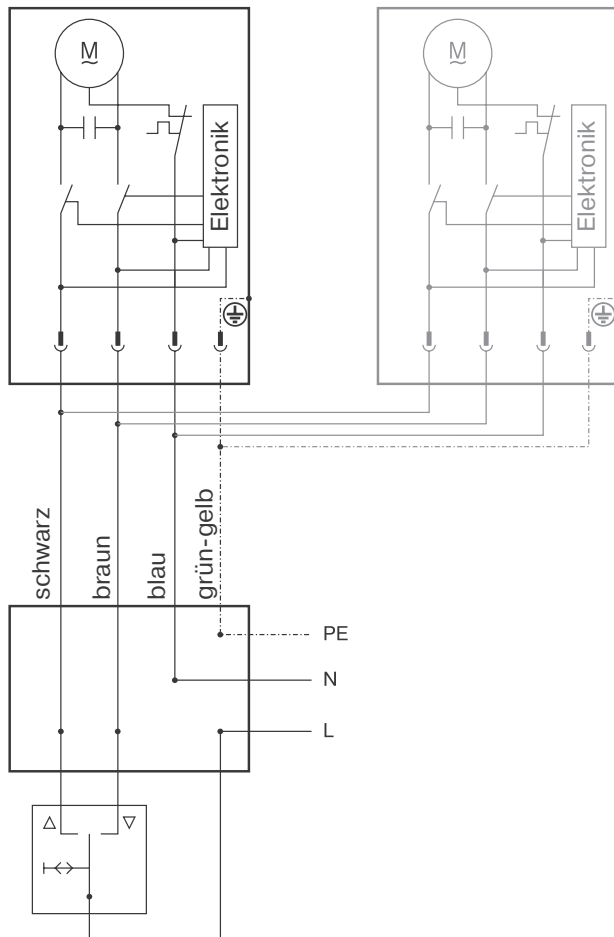 M
~
Elektronik
M
~
Elektronik
schwarz
braun
blau
grün-gelb
PE
N
L